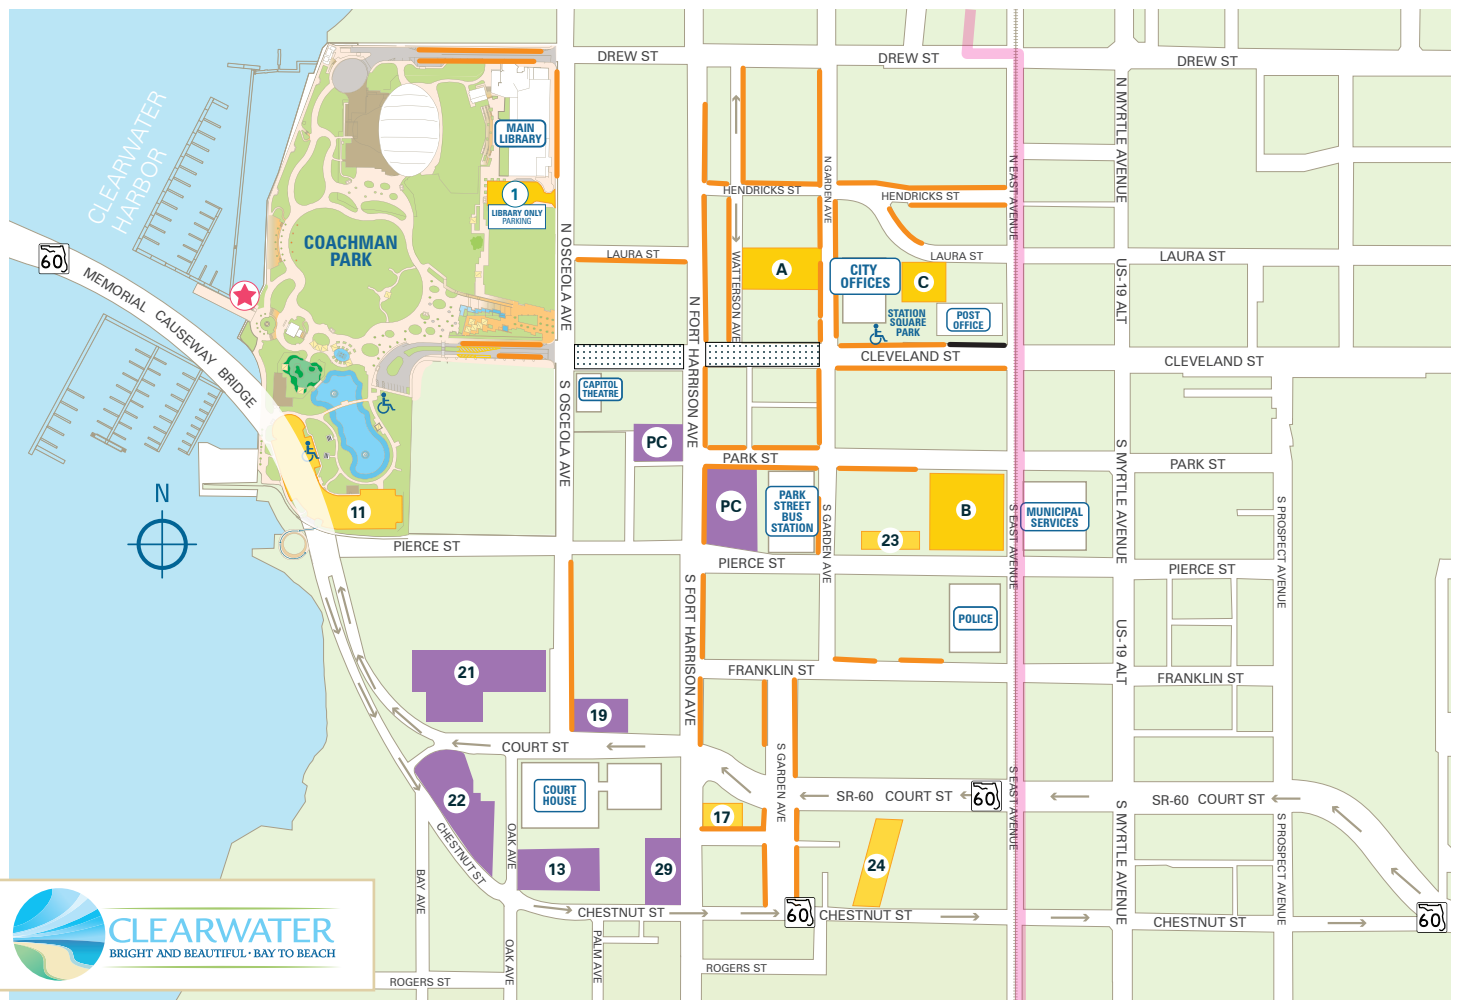 DREW ST
DREW ST
DREW ST
CLEARWATER
HARBOR
MAIN
LIBRARY
1
LIBRARY ONLY
PARKING
COACHMAN
PARK
N OSCEOLA AVE
HENDRICKS ST
HENDRICKS ST
N GARDEN AVE
N EAST AVENUE
N MYRTLE AVENUE
LAURA ST
LAURA ST
LAURA ST
WATTERSON AVE
A
CITY
OFFICES
C
STATION
SQUARE
PARK
POST
OFFICE
US-19 ALT
60
MEMORIAL CAUSEWAY BRIDGE
N FORT HARRISON AVE
CLEVELAND ST
CLEVELAND ST
S OSCEOLA AVE
CAPITOL
THEATRE
PC
PARK ST
PARK ST
S MYRTLE AVENUE
N
11
PC
PARK
STREET
BUS
STATION
S GARDEN AVE
B
23
S EAST AVENUE
MUNICIPAL
SERVICES
S PROSPECT AVENUE
PIERCE ST
PIERCE ST
PIERCE ST
S FORT HARRISON AVE
POLICE
US-19 ALT
21
FRANKLIN ST
FRANKLIN ST
19
COURT ST
S GARDEN AVE
22
COURT
HOUSE
17
SR-60 COURT ST
60
S EAST AVENUE
SR-60 COURT ST
S MYRTLE AVENUE
S PROSPECT AVENUE
CHESTNUT ST
OAK AVE
13
29
24
BAY AVE
CHESTNUT ST
60
CHESTNUT ST
CHESTNUT ST
60
OAK AVE
PALM AVE
ROGERS ST
ROGERS ST
CLEARWATER
BRIGHT AND BEAUTIFUL • BAY TO BEACH